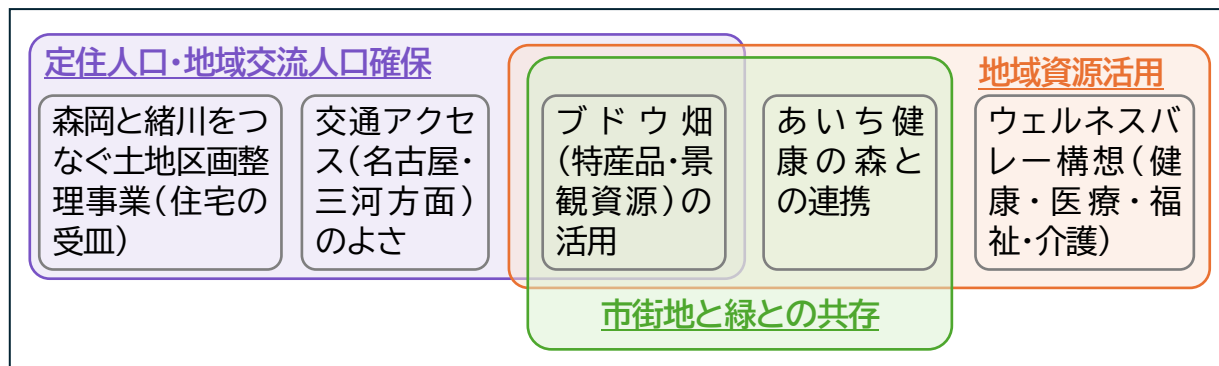 定住人口・地域交流人口確保
森岡と緒川をつ
なぐ土地区画整
理事業(住宅の
受皿)
交通アクセ
ス(名古屋・
三河方面)
のよさ
ブドウ畑
(特産品・景
観資源)の
活用
あいち健
康の森と
の連携
地域資源活用
ウェルネスバ
レー構想(健
康・医療・福
祉・介護)
市街地と緑との共存